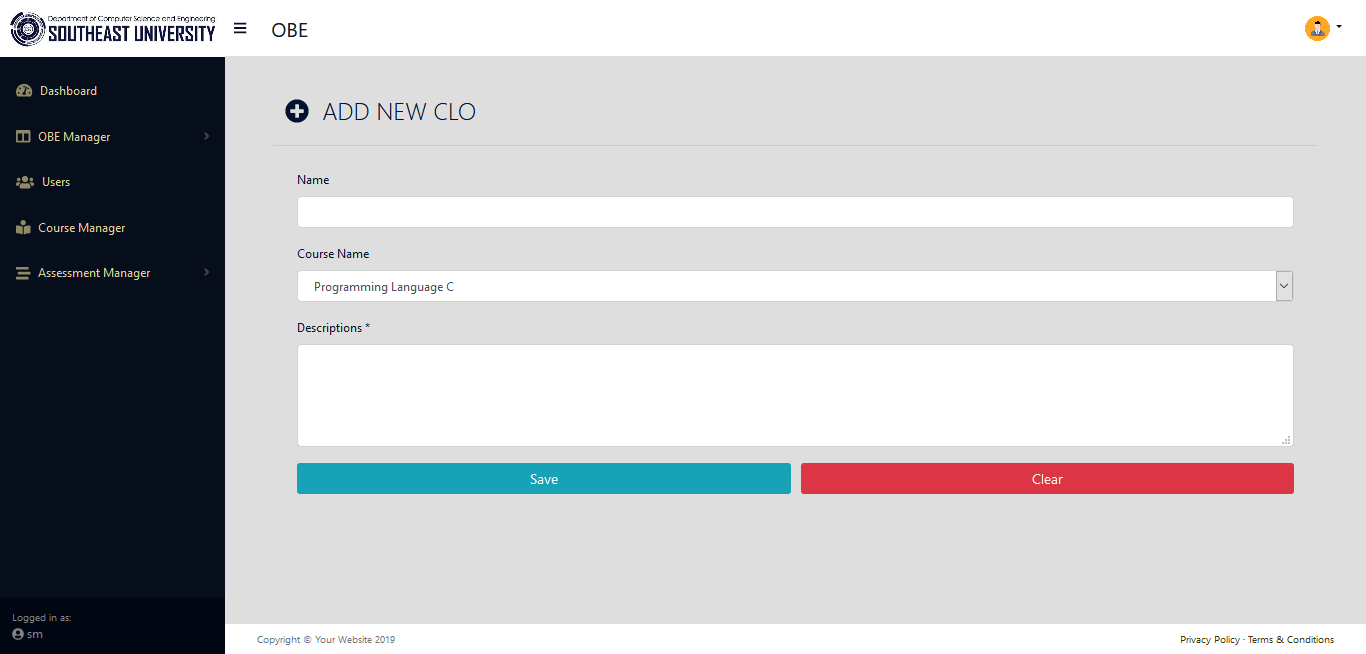 Department of Computer Science and Engineering
SOUTHEAST UNIVERSITY
OBE
Dashboard
OBE Manager
Users
Course Manager
Assessment Manager
Logged in as:
sm
ADD NEW CLO
Name
Course Name
Programming Language C
Descriptions *
Save
Clear
Copyright © Your Website 2019
Privacy Policy · Terms & Conditions